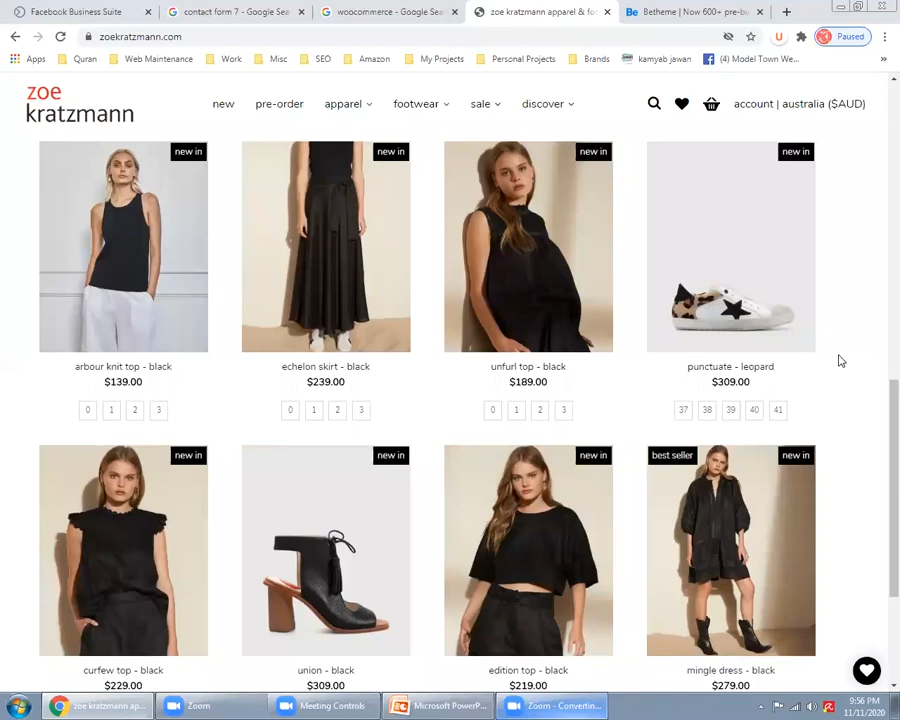 Facebook Business Suite
contact form 7 - Google Sea
woocommerce - Google Sea
zoe kratzmann apparel & fo
Betheme | Now 600+ pre-bu
zoekratzmann.com
Paused
Apps
Quran
Web Maintenance
Work
Misc
SEO
Amazon
My Projects
Personal Projects
Brands
kamyab jawan
(4) Model Town We...
zoe
kratzmann
new
pre-order
apparel
footwear
sale
discover
account | australia ($AUD)
new in
new in
new in
new in
arbour knit top - black
echelon skirt - black
unfurl top - black
punctuate - leopard
$139.00
$239.00
$189.00
$309.00
0 1 2 3
0 1 2 3
0 1 2 3
37 38 39 40 41
new in
new in
new in
best seller
new in
curfew top - black
union - black
edition top - black
mingle dress - black
$229.00
$309.00
$219.00
$279.00
zoe kratzmann ap...
Zoom
Meeting Controls
Microsoft PowerP...
Zoom - Convertin...
9:56 PM
11/11/2020